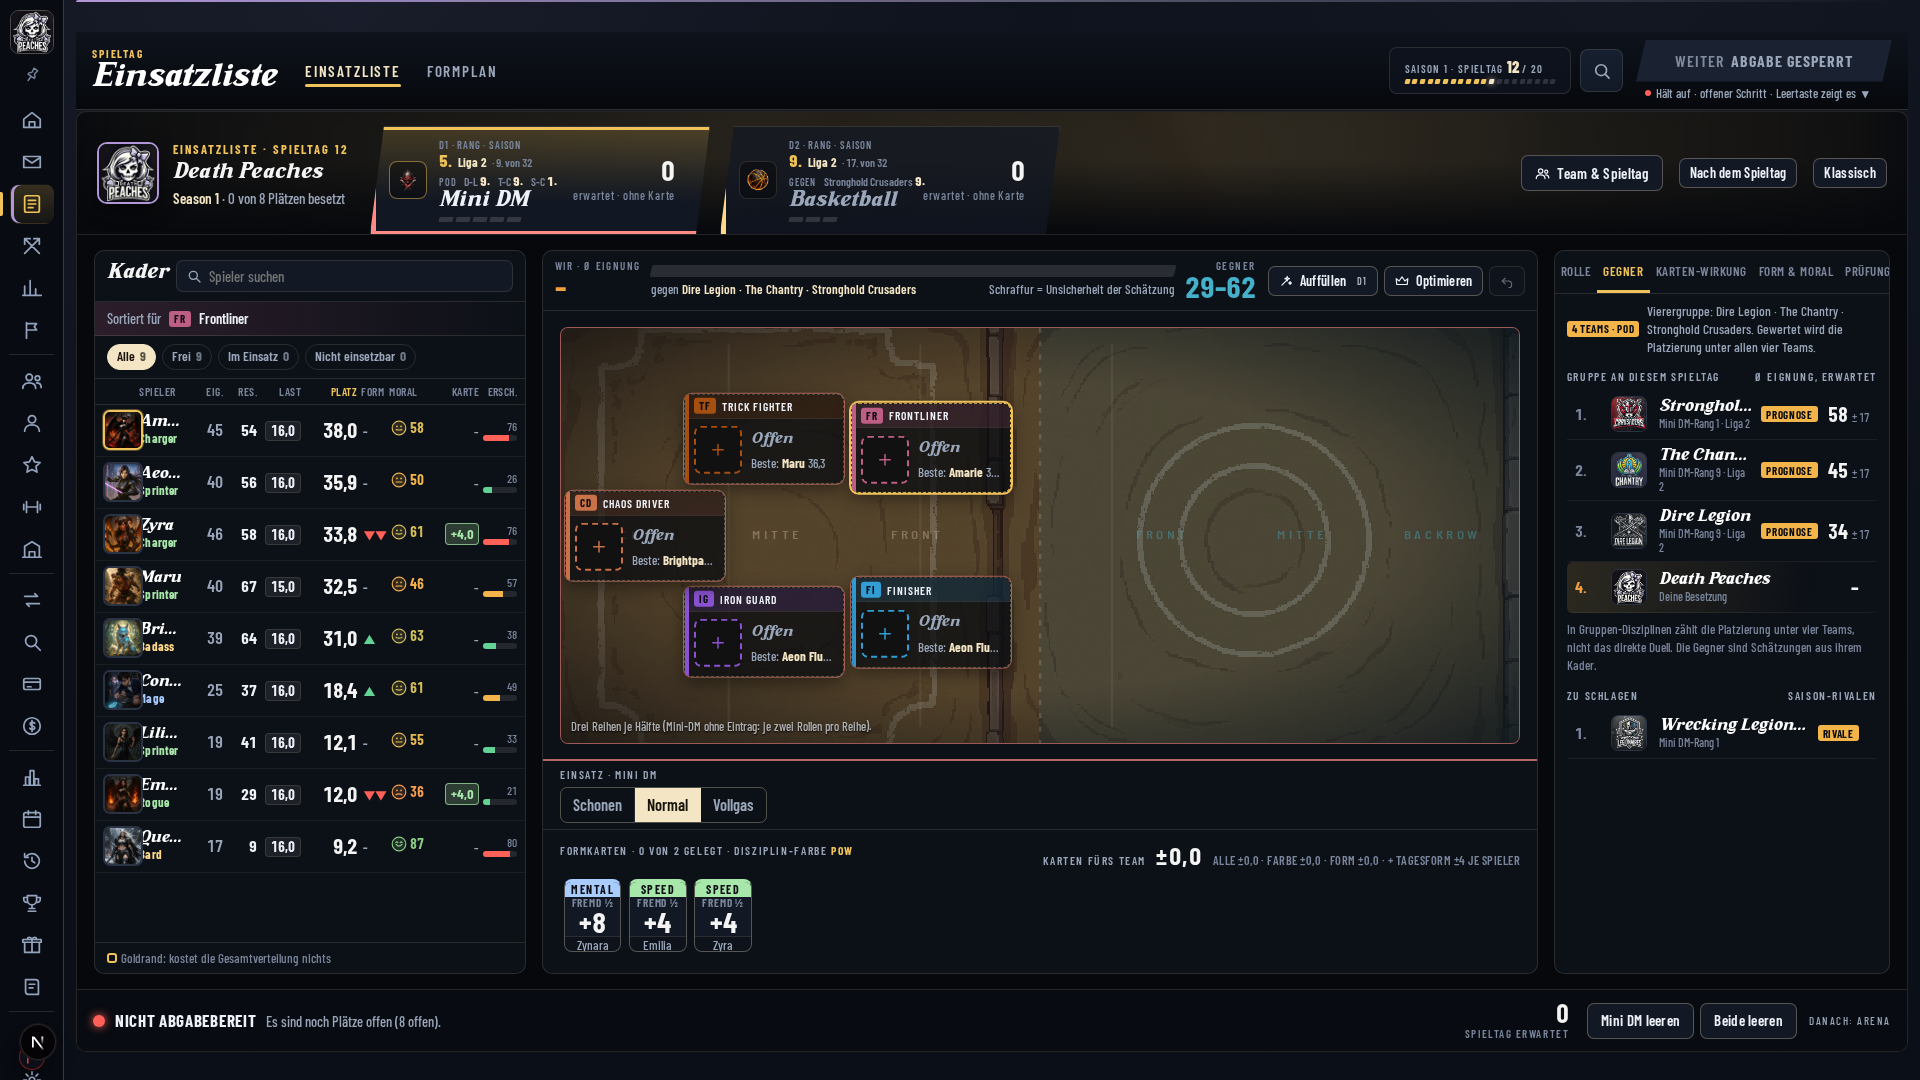 SPIELTAG
Einsatzliste
EINSATZLISTE
FORMPLAN
SAISON 1 · SPIELTAG 12 / 20
WEITER ABGABE GESPERRT
Hält auf · offener Schritt · Leertaste zeigt es ▼
EINSATZLISTE · SPIELTAG 12
Death Peaches
Season 1 · 0 von 8 Plätzen besetzt
D1 · RANG · SAISON
5. Liga 2 · 9. von 32
POD D-L 9. T-C 9. S-C 1.
Mini DM
0
erwartet · ohne Karte
D2 · RANG · SAISON
9. Liga 2 · 17. von 32
GEGEN Stronghold Crusaders 9.
Basketball
0
erwartet · ohne Karte
Team & Spieltag
Nach dem Spieltag
Klassisch
Kader
Spieler suchen
Sortiert für FR Frontliner
Alle 9
Frei 9
Im Einsatz 0
Nicht einsetzbar 0
SPIELER EIG. RES. LAST PLATZ FORM MORAL KARTE ERSCH.
Am... 45 54 16,0 38,0 - 58 - 76
Charger
Aeo... 40 56 16,0 35,9 - 50 - 26
Sprinter
Zyra 46 58 16,0 33,8 ▼▼ 61 +4,0 76
Charger
Maru 40 67 15,0 32,5 - 46 - 57
Sprinter
Bri... 39 64 16,0 31,0 ▲ 63 - 38
Badass
Con... 25 37 16,0 18,4 ▲ 61 - 49
Mage
Lili... 19 41 16,0 12,1 - 55 - 33
Sprinter
Em... 19 29 16,0 12,0 ▼▼ 36 +4,0 21
Rogue
Que... 17 9 16,0 9,2 - 87 - 80
Bard
Goldrand: kostet die Gesamtverteilung nichts
WIR · Ø EIGNUNG
–
gegen Dire Legion · The Chantry · Stronghold Crusaders
Schraffur = Unsicherheit der Schätzung
GEGNER
29–62
Auffüllen D1
Optimieren
TF TRICK FIGHTER
Offen
Beste: Maru 36,3
FR FRONTLINER
Offen
Beste: Amarie 3...
CD CHAOS DRIVER
Offen
Beste: Brightpa...
IG IRON GUARD
Offen
Beste: Aeon Flu...
FI FINISHER
Offen
Beste: Aeon Flu...
MITTE
FRONT
FRONT
MITTE
BACKROW
Drei Reihen je Hälfte (Mini-DM ohne Eintrag: je zwei Rollen pro Reihe).
EINSATZ · MINI DM
Schonen
Normal
Vollgas
FORMKARTEN · 0 VON 2 GELEGT · DISZIPLIN-FARBE POW
KARTEN FÜRS TEAM ±0,0 ALLE ±0,0 · FARBE ±0,0 · FORM ±0,0 · + TAGESFORM ±4 JE SPIELER
MENTAL
FREMD ½
+8
Zynara
SPEED
FREMD ½
+4
Emilia
SPEED
FREMD ½
+4
Zyra
ROLLE
GEGNER
KARTEN-WIRKUNG
FORM & MORAL
PRÜFUNG
4 TEAMS · POD
Vierergruppe: Dire Legion · The Chantry ·
Stronghold Crusaders. Gewertet wird die
Platzierung unter allen vier Teams.
GRUPPE AN DIESEM SPIELTAG
Ø EIGNUNG, ERWARTET
1. Stronghol... PROGNOSE 58 ± 17
Mini DM-Rang 1 · Liga 2
2. The Chan... PROGNOSE 45 ± 17
Mini DM-Rang 9 · Liga
2
3. Dire Legion PROGNOSE 34 ± 17
Mini DM-Rang 9 · Liga
2
4. Death Peaches –
Deine Besetzung
In Gruppen-Disziplinen zählt die Platzierung unter vier Teams,
nicht das direkte Duell. Die Gegner sind Schätzungen aus Ihrem
Kader.
ZU SCHLAGEN
SAISON-RIVALEN
1. Wrecking Legion... RIVALE
Mini DM-Rang 1
NICHT ABGABEBEREIT Es sind noch Plätze offen (8 offen).
0
SPIELTAG ERWARTET
Mini DM leeren
Beide leeren
DANACH: ARENA
N